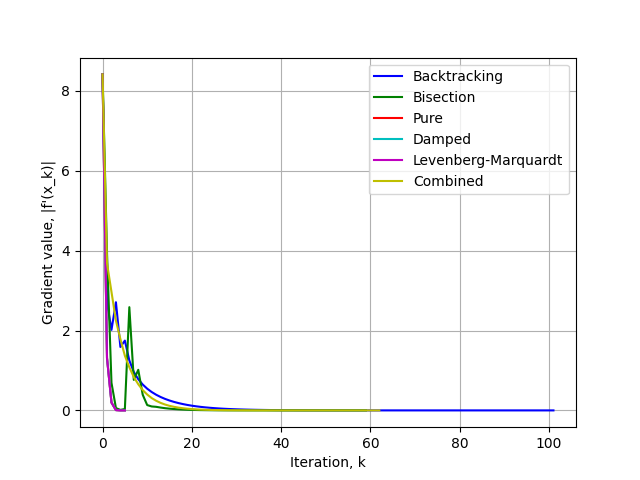 Backtracking
Bisection
Pure
Damped
Levenberg-Marquardt
Combined
Gradient value, |f'(x_k)|
8
6
4
2
0
0 20 40 60 80 100
Iteration, k